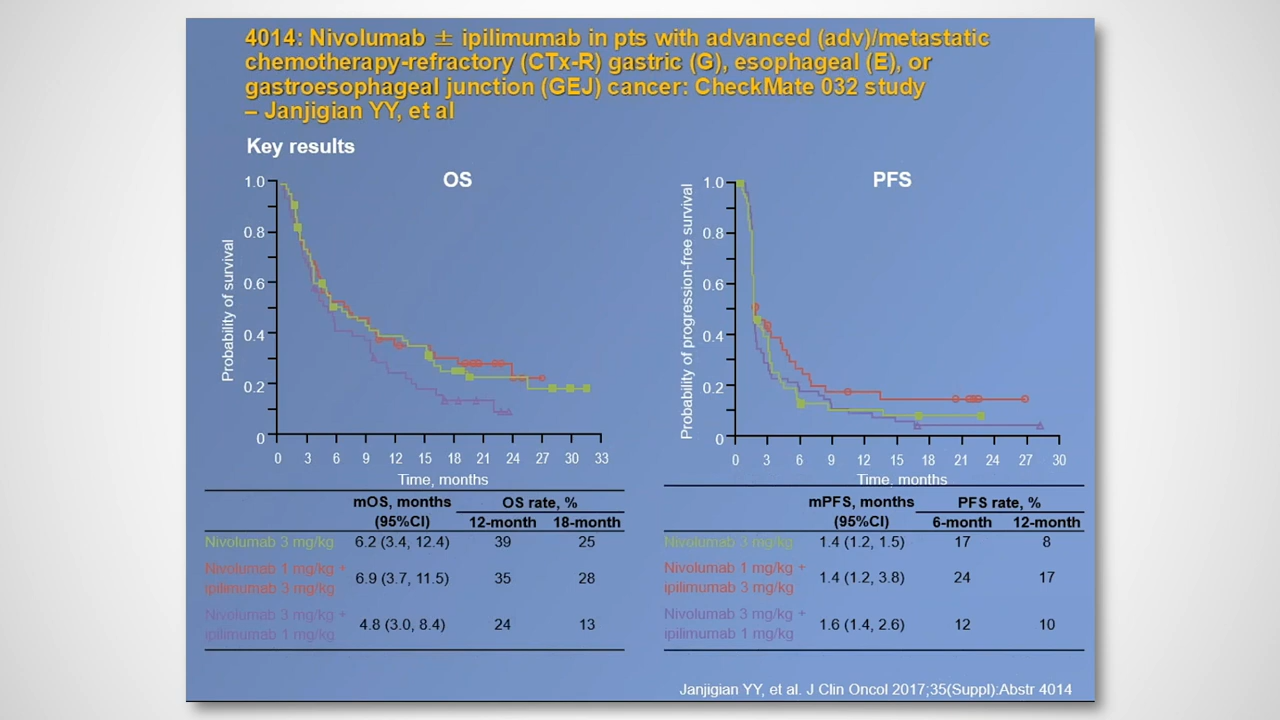 4014: Nivolumab ± ipilimumab in pts with advanced (adv)/metastatic
chemotherapy-refractory (CTx-R) gastric (G), esophageal (E), or
gastroesophageal junction (GEJ) cancer: CheckMate 032 study
– Janjigian YY, et al
Key results
OS
Probability of survival
1.0
0.8
0.6
0.4
0.2
0
0 3 6 9 12 15 18 21 24 27 30 33
Time, months
PFS
Probability of progression-free survival
1.0
0.8
0.6
0.4
0.2
0
0 3 6 9 12 15 18 21 24 27 30
Time, months
mOS, months OS rate, %
(95%CI) 12-month 18-month
Nivolumab 3 mg/kg 6.2 (3.4, 12.4) 39 25
Nivolumab 1 mg/kg +
ipilimumab 3 mg/kg 6.9 (3.7, 11.5) 35 28
Nivolumab 3 mg/kg +
ipilimumab 1 mg/kg 4.8 (3.0, 8.4) 24 13
mPFS, months PFS rate, %
(95%CI) 6-month 12-month
Nivolumab 3 mg/kg 1.4 (1.2, 1.5) 17 8
Nivolumab 1 mg/kg +
ipilimumab 3 mg/kg 1.4 (1.2, 3.8) 24 17
Nivolumab 3 mg/kg +
ipilimumab 1 mg/kg 1.6 (1.4, 2.6) 12 10
Janjigian YY, et al. J Clin Oncol 2017;35(Suppl):Abstr 4014